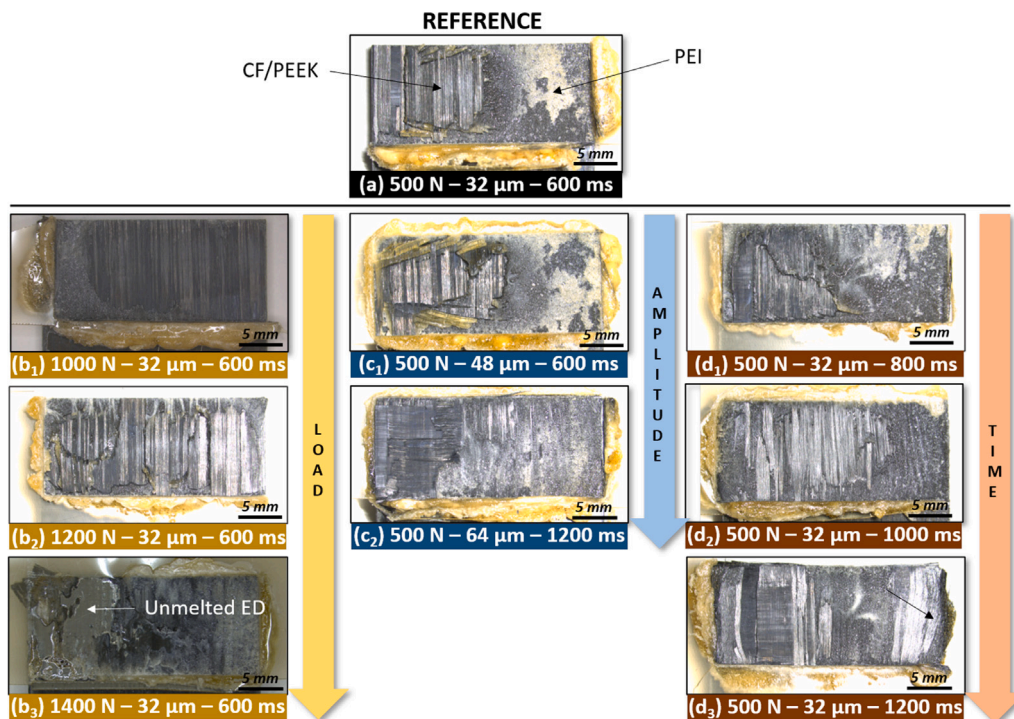 REFERENCE
CF/PEEK
PEI
5 mm
(a) 500 N – 32 µm – 600 ms
5 mm
(b₁) 1000 N – 32 µm – 600 ms
5 mm
(c₁) 500 N – 48 µm – 600 ms
5 mm
(d₁) 500 N – 32 µm – 800 ms
LOAD
AMPLITUDE
TIME
5 mm
(b₂) 1200 N – 32 µm – 600 ms
5 mm
(c₂) 500 N – 64 µm – 1200 ms
5 mm
(d₂) 500 N – 32 µm – 1000 ms
Unmelted ED
5 mm
(b₃) 1400 N – 32 µm – 600 ms
5 mm
(d₃) 500 N – 32 µm – 1200 ms